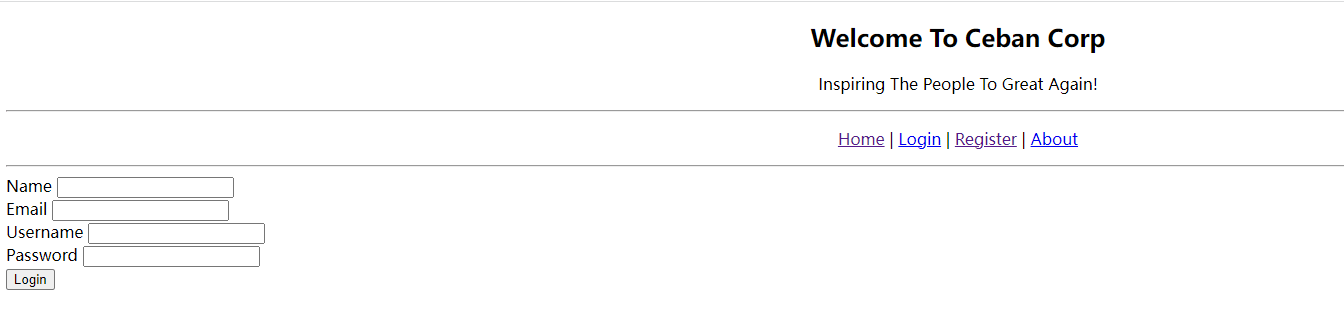 Welcome To Ceban Corp
Inspiring The People To Great Again!
Home | Login | Register | About
Name
Email
Username
Password
Login